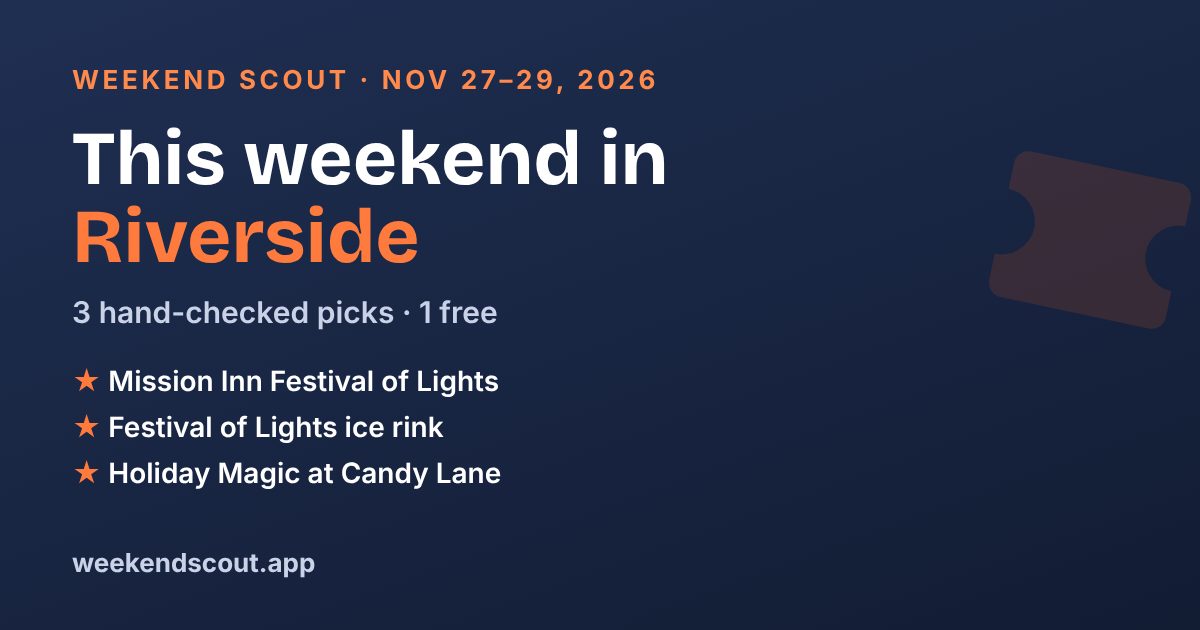 WEEKEND SCOUT · NOV 27–29, 2026
This weekend in
Riverside
3 hand-checked picks · 1 free
★ Mission Inn Festival of Lights
★ Festival of Lights ice rink
★ Holiday Magic at Candy Lane
weekendscout.app